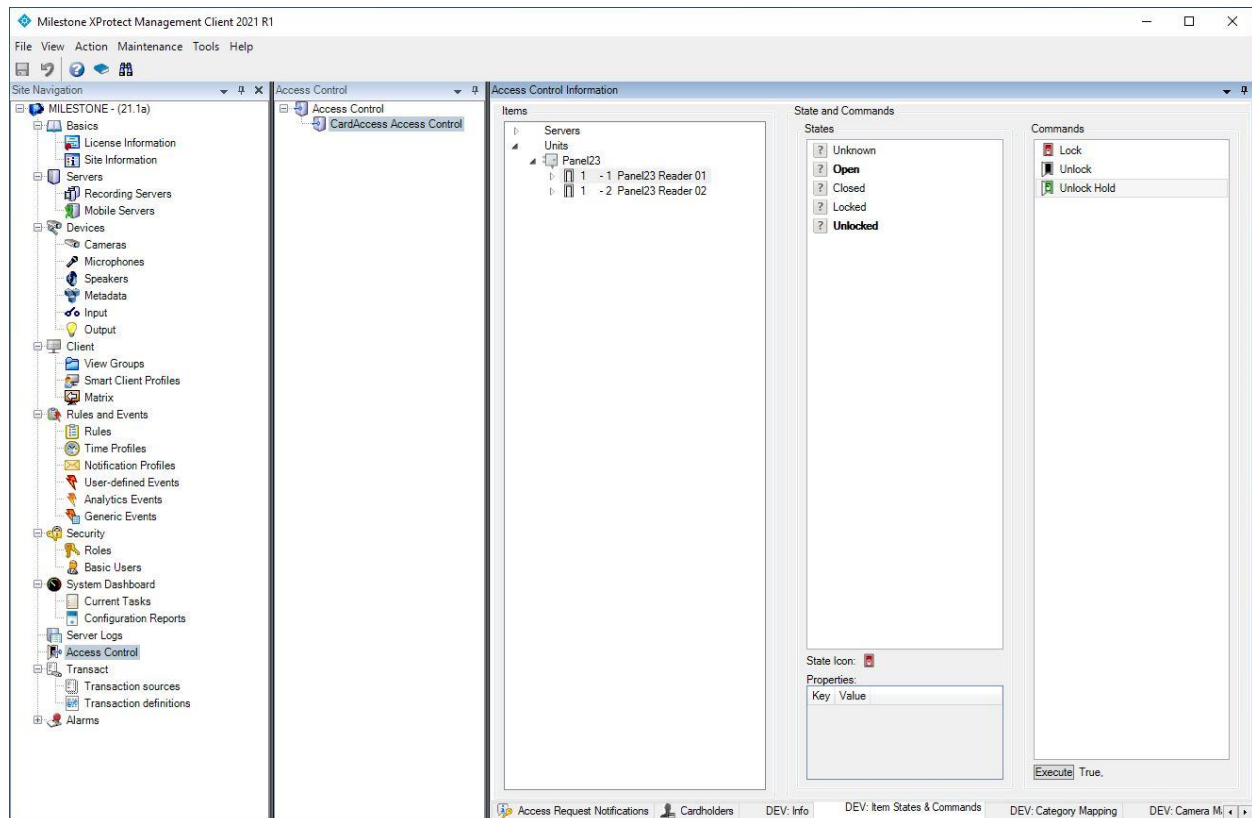 Milestone XProtect Management Client 2021 R1
File View Action Maintenance Tools Help
Site Navigation
MILESTONE - (21.1a)
Basics
License Information
Site Information
Servers
Recording Servers
Mobile Servers
Devices
Cameras
Microphones
Speakers
Metadata
Input
Output
Client
View Groups
Smart Client Profiles
Matrix
Rules and Events
Rules
Time Profiles
Notification Profiles
User-defined Events
Analytics Events
Generic Events
Security
Roles
Basic Users
System Dashboard
Current Tasks
Configuration Reports
Server Logs
Access Control
Transact
Transaction sources
Transaction definitions
Alarms
Access Control
Access Control
CardAccess Access Control
Access Control Information
Items
Servers
Units
Panel23
1 - 1 Panel23 Reader 01
1 - 2 Panel23 Reader 02
State and Commands
States
? Unknown
? Open
? Closed
? Locked
? Unlocked
State Icon:
Properties:
Key Value
Commands
Lock
Unlock
Unlock Hold
Execute True,
Access Request Notifications Cardholders DEV: Info DEV: Item States & Commands DEV: Category Mapping DEV: Camera M